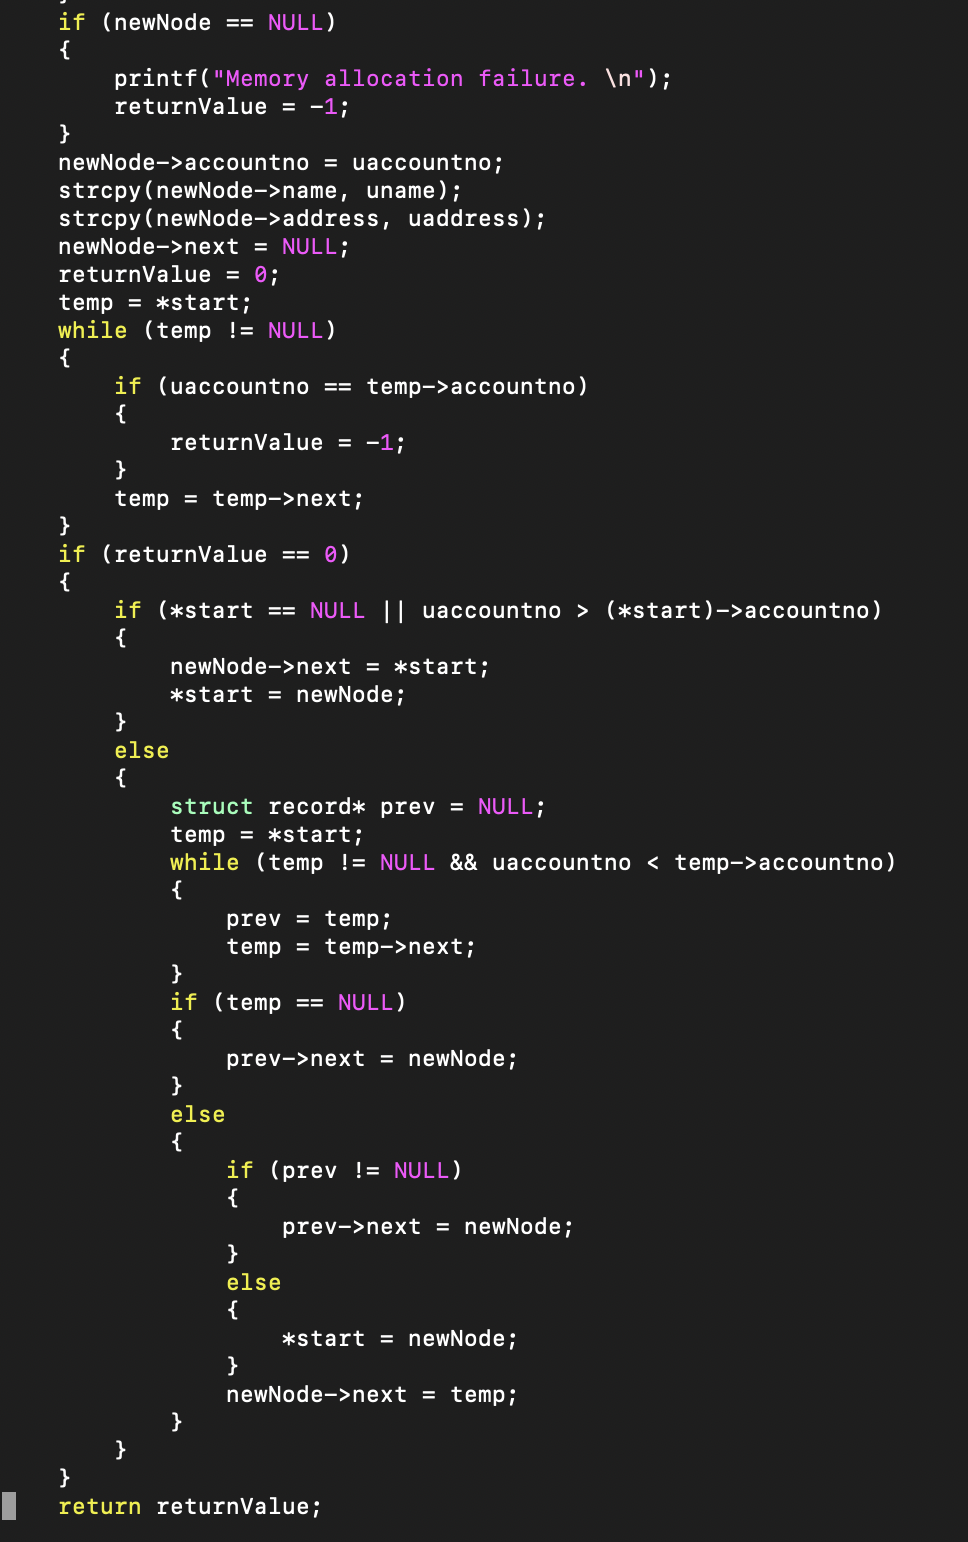 if (newNode == NULL)
    {
        printf("Memory allocation failure. \n");
        returnValue = -1;
    }
    newNode->accountno = uaccountno;
    strcpy(newNode->name, uname);
    strcpy(newNode->address, uaddress);
    newNode->next = NULL;
    returnValue = 0;
    temp = *start;
    while (temp != NULL)
    {
        if (uaccountno == temp->accountno)
        {
            returnValue = -1;
        }
        temp = temp->next;
    }
    if (returnValue == 0)
    {
        if (*start == NULL || uaccountno > (*start)->accountno)
        {
            newNode->next = *start;
            *start = newNode;
        }
        else
        {
            struct record* prev = NULL;
            temp = *start;
            while (temp != NULL && uaccountno < temp->accountno)
            {
                prev = temp;
                temp = temp->next;
            }
            if (temp == NULL)
            {
                prev->next = newNode;
            }
            else
            {
                if (prev != NULL)
                {
                    prev->next = newNode;
                }
                else
                {
                    *start = newNode;
                }
                newNode->next = temp;
            }
        }
    }
    return returnValue;